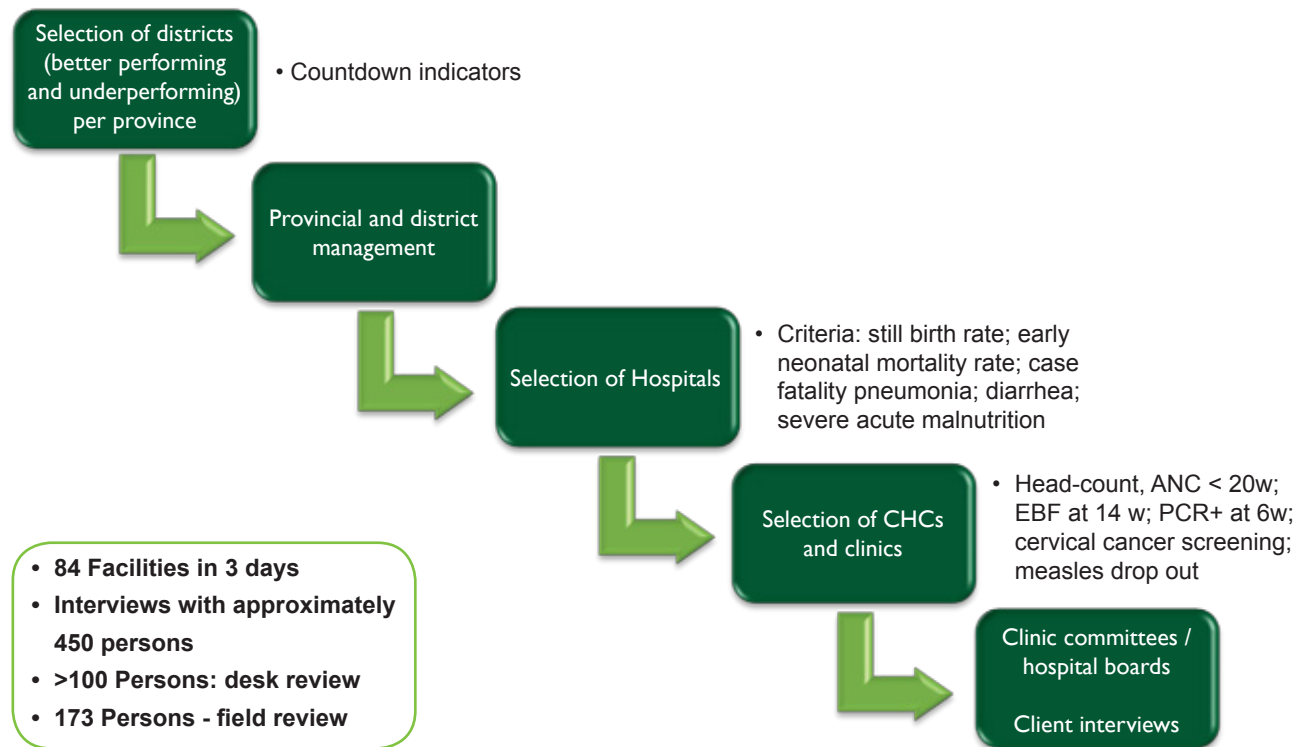 Selection of districts
(better performing
and underperforming)
per province
• Countdown indicators
Provincial and district
management
Selection of Hospitals
• Criteria: still birth rate; early
neonatal mortality rate; case
fatality pneumonia; diarrhea;
severe acute malnutrition
Selection of CHCs
and clinics
• Head-count, ANC < 20w;
EBF at 14 w; PCR+ at 6w;
cervical cancer screening;
measles drop out
Clinic committees /
hospital boards
Client interviews
• 84 Facilities in 3 days
• Interviews with approximately
450 persons
• >100 Persons: desk review
• 173 Persons - field review